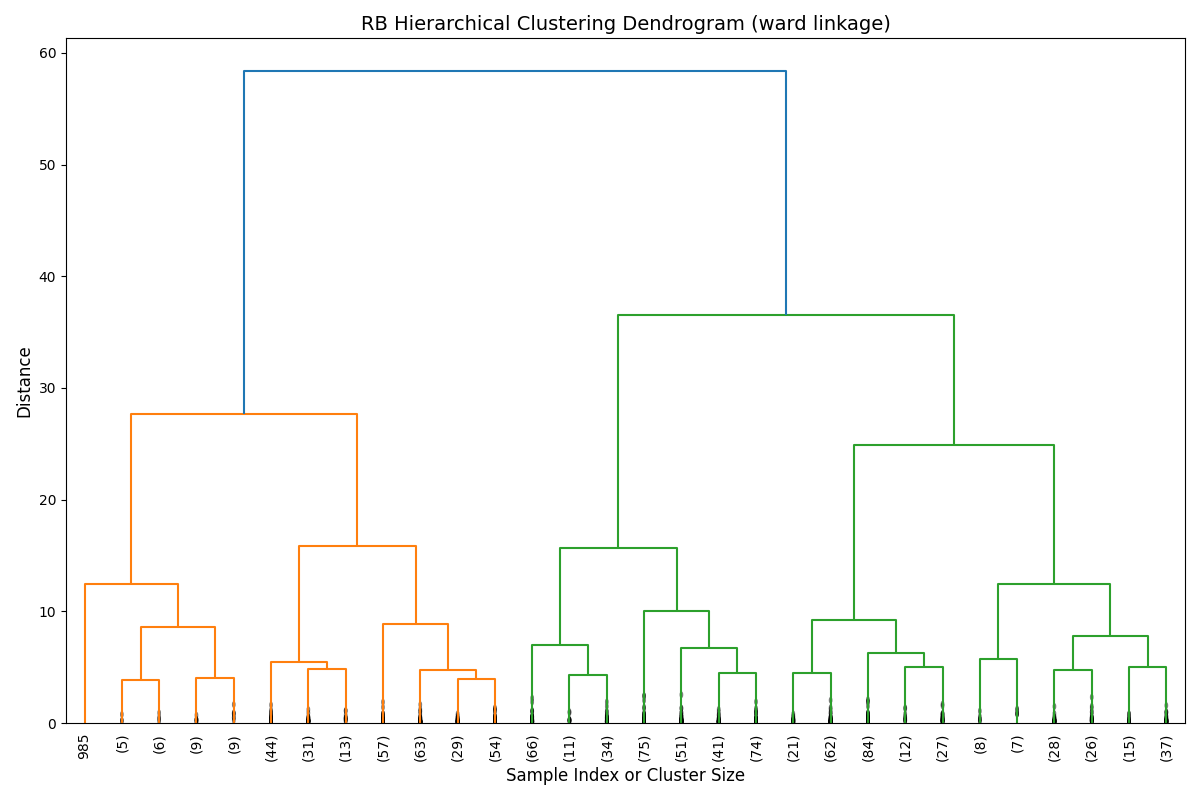 RB Hierarchical Clustering Dendrogram (ward linkage)
60
50
40
30
20
10
0
Distance
985 (5) (6) (9) (9) (44) (31) (13) (57) (63) (29) (54) (66) (11) (34) (75) (51) (41) (74) (21) (62) (84) (12) (27) (8) (7) (28) (26) (15) (37)
Sample Index or Cluster Size